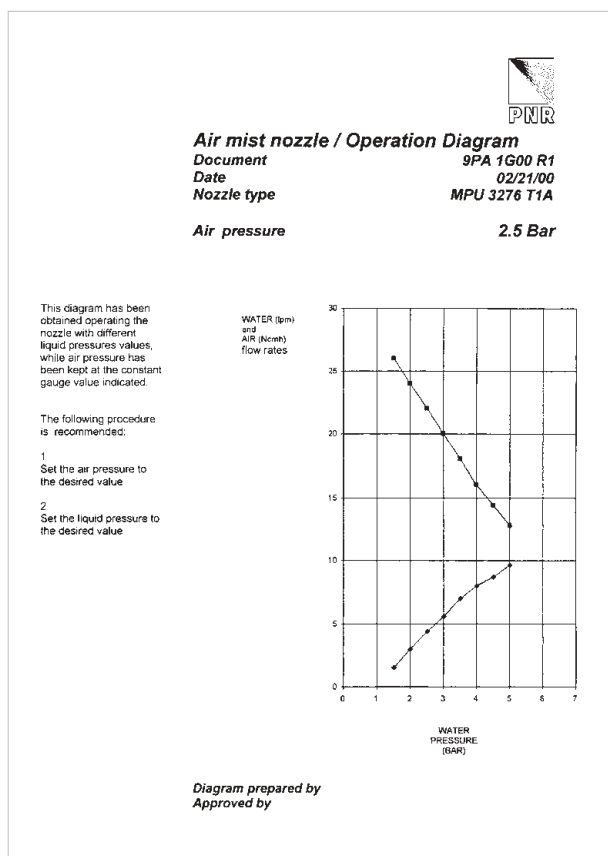 PNR
Air mist nozzle / Operation Diagram
Document 9PA 1G00 R1
Date 02/21/00
Nozzle type MPU 3276 T1A
Air pressure 2.5 Bar
This diagram has been
obtained operating the
nozzle with different
liquid pressures values,
while air pressure has
been kept at the constant
gauge value indicated.
The following procedure
is recommended:
1
Set the air pressure to
the desired value
2
Set the liquid pressure to
the desired value
WATER (lpm)
and
AIR (Ncmh)
flow rates
30
25
20
15
10
5
0
0 1 2 3 4 5 6 7
WATER
PRESSURE
(BAR)
Diagram prepared by
Approved by